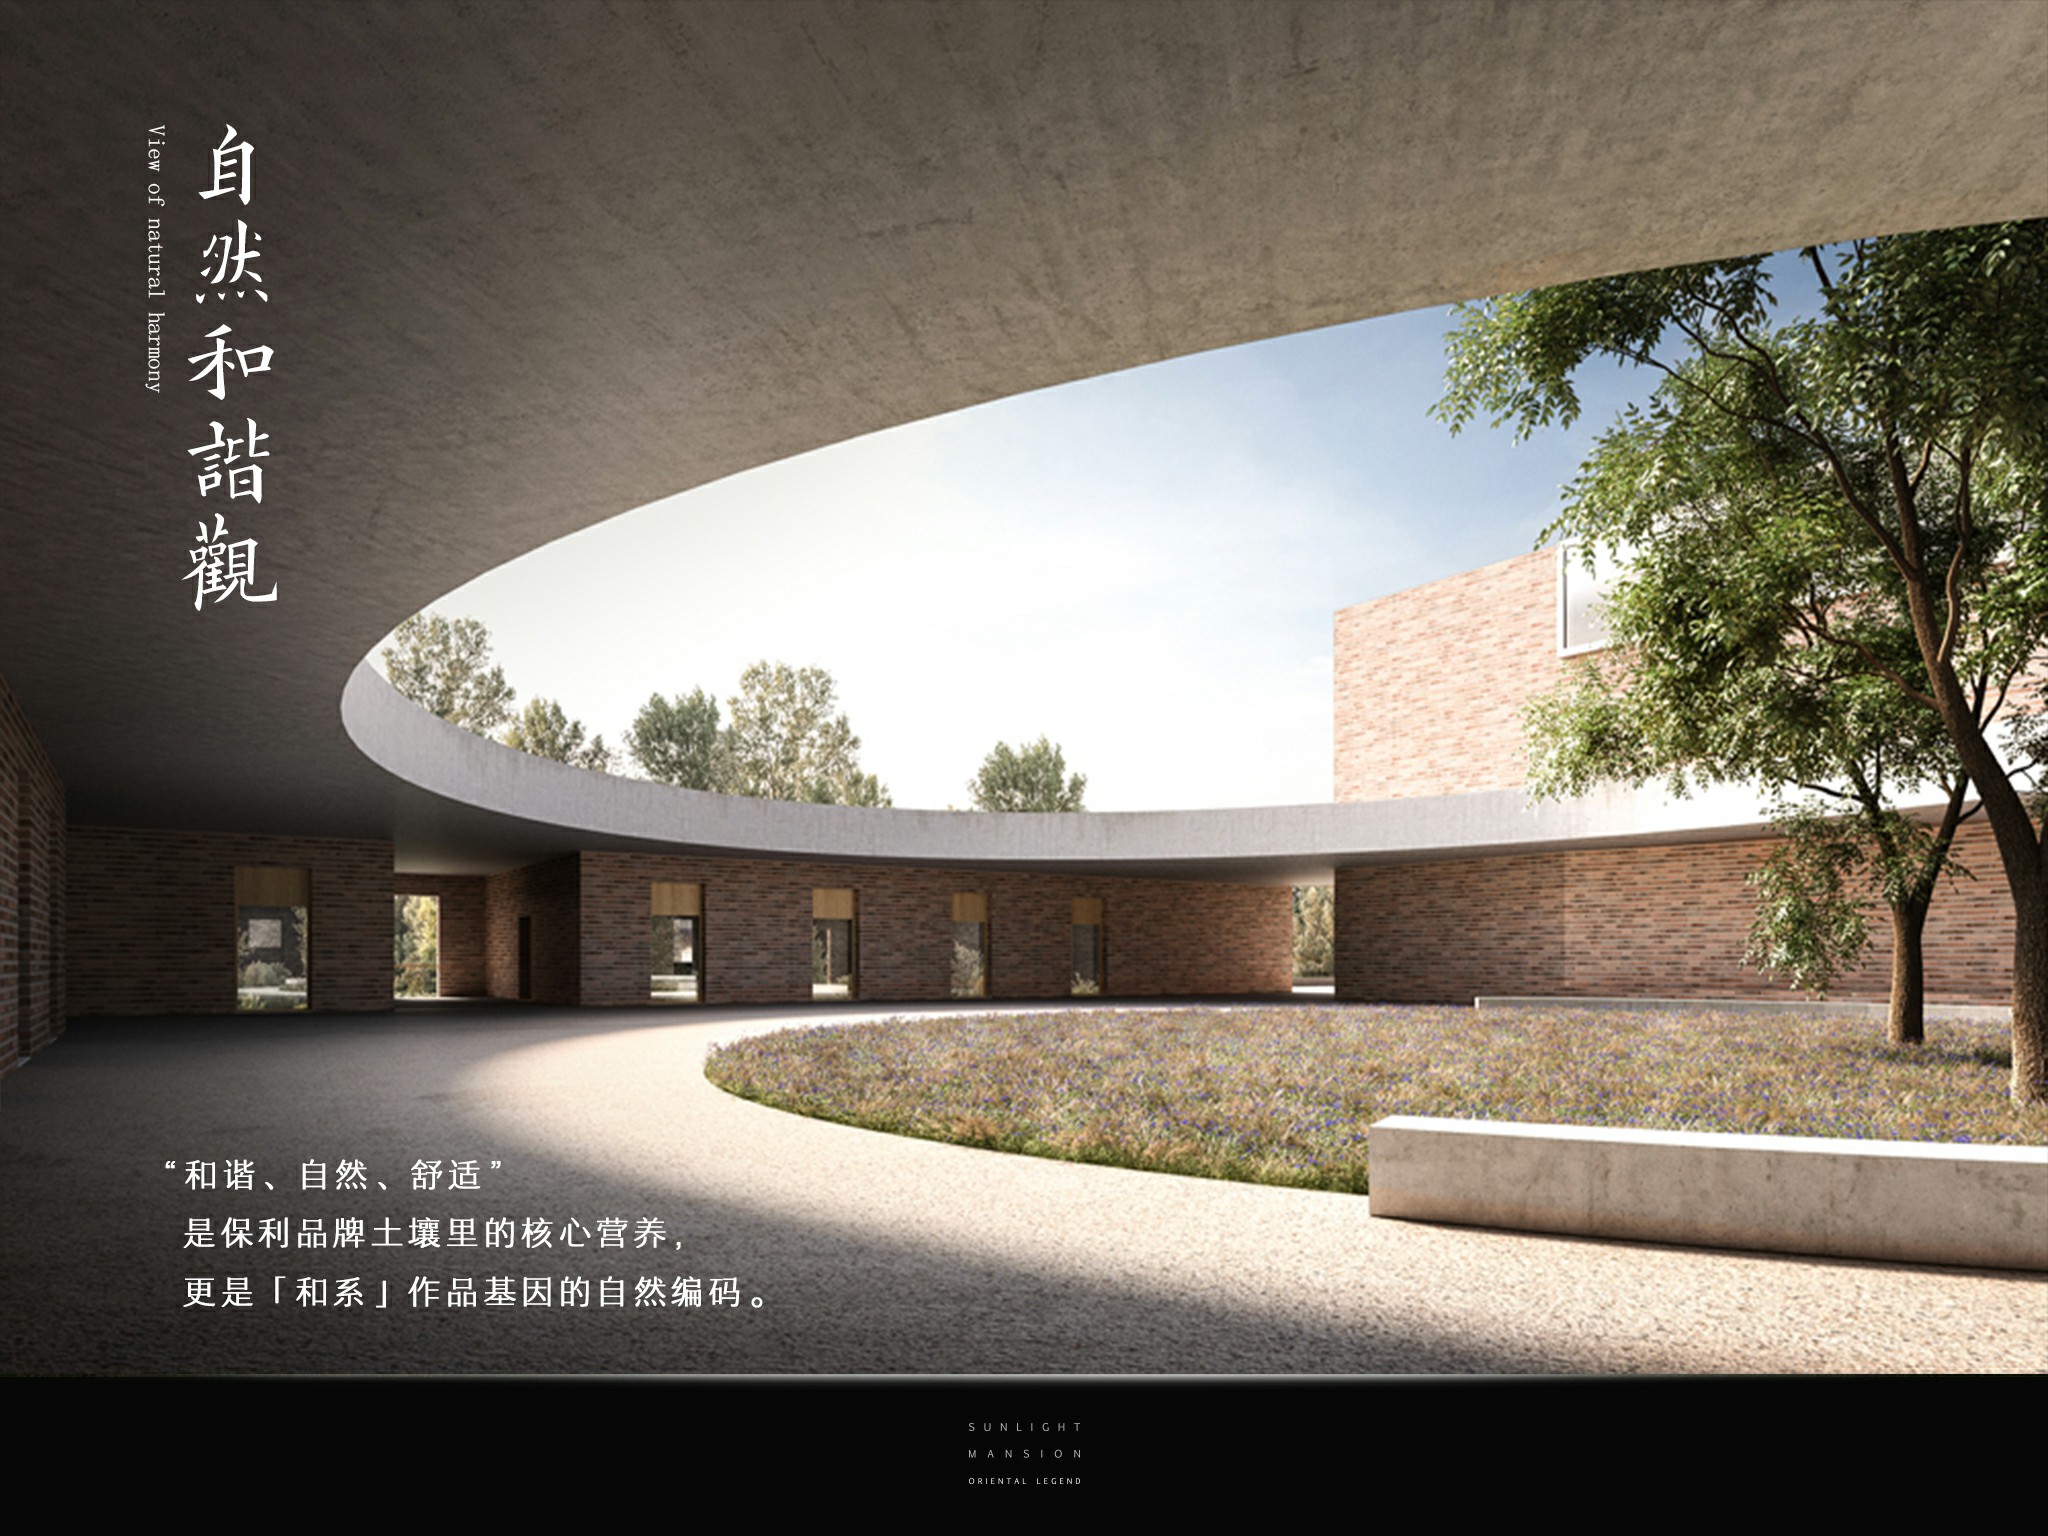 自然和諧觀
View of natural harmony
“和谐、自然、舒适”
是保利品牌土壤里的核心营养,
更是「和系」作品基因的自然编码。
SUNLIGHT
MANSION
ORIENTAL LEGEND